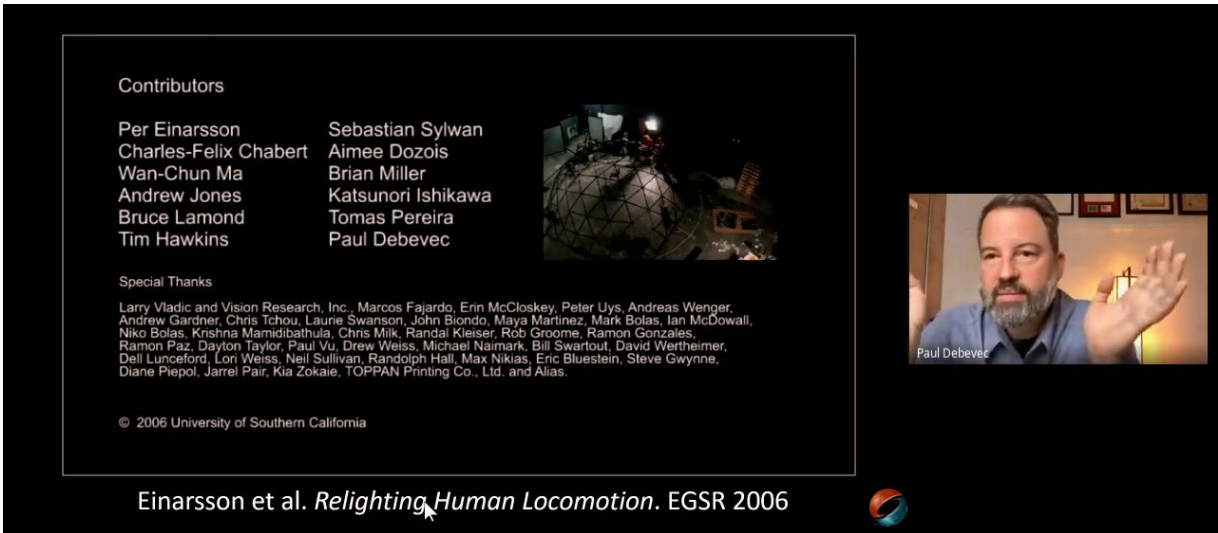 Contributors
Per Einarsson
Charles-Felix Chabert
Wan-Chun Ma
Andrew Jones
Bruce Lamond
Tim Hawkins
Sebastian Sylwan
Aimee Dozois
Brian Miller
Katsunori Ishikawa
Tomas Pereira
Paul Debevec
Special Thanks
Larry Vladic and Vision Research, Inc., Marcos Fajardo, Erin McCloskey, Peter Uys, Andreas Wenger,
Andrew Gardner, Chris Tchou, Laurie Swanson, John Biondo, Maya Martinez, Mark Bolas, Ian McDowall,
Niko Bolas, Krishna Mamidibathula, Chris Milk, Randal Kleiser, Rob Groome, Ramon Gonzales,
Ramon Paz, Dayton Taylor, Paul Vu, Drew Weiss, Michael Naimark, Bill Swartout, David Wertheimer,
Dell Lunceford, Lori Weiss, Neil Sullivan, Randolph Hall, Max Nikias, Eric Bluestein, Steve Gwynne,
Diane Piepol, Jarrel Pair, Kia Zokaie, TOPPAN Printing Co., Ltd. and Alias.
© 2006 University of Southern California
Einarsson et al. Relighting Human Locomotion. EGSR 2006
Paul Debevec